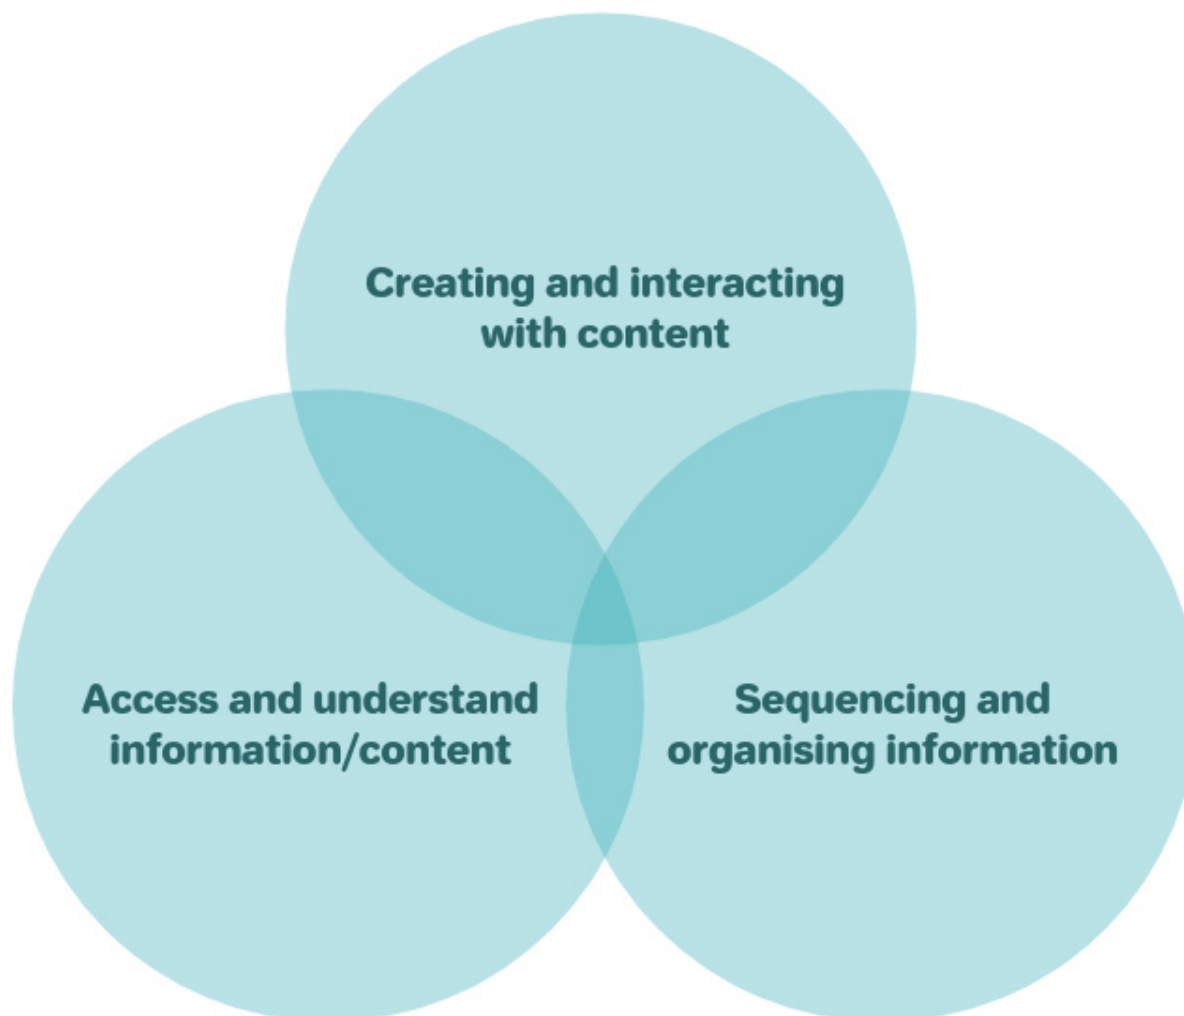 Creating and interacting
with content
Access and understand
information/content
Sequencing and
organising information